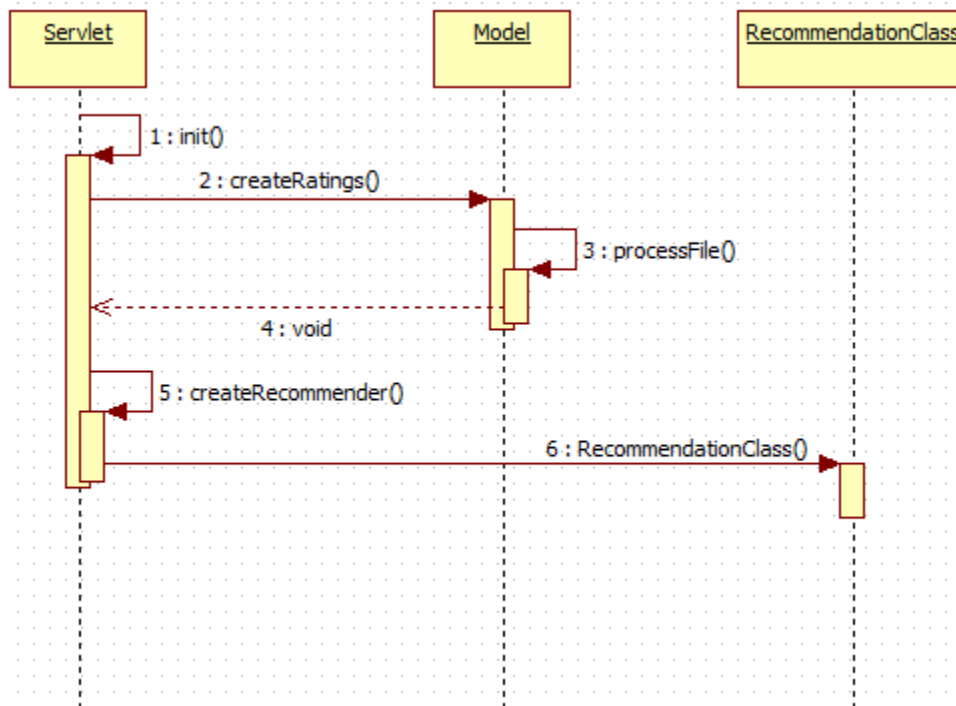 Servlet
Model
RecommendationClass
1 : init()
2 : createRatings()
3 : processFile()
4 : void
5 : createRecommender()
6 : RecommendationClass()